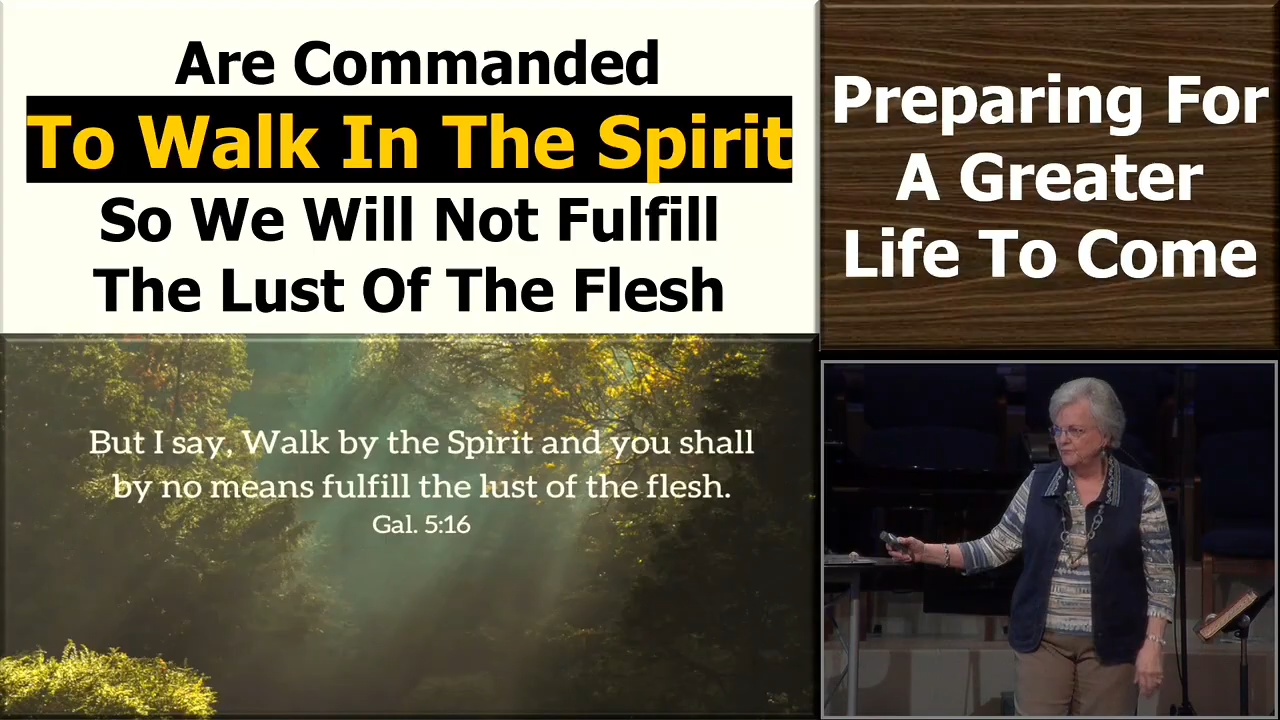 Are Commanded
To Walk In The Spirit
So We Will Not Fulfill
The Lust Of The Flesh
But I say, Walk by the Spirit and you shall
by no means fulfill the lust of the flesh.
Gal. 5:16
Preparing For
A Greater
Life To Come